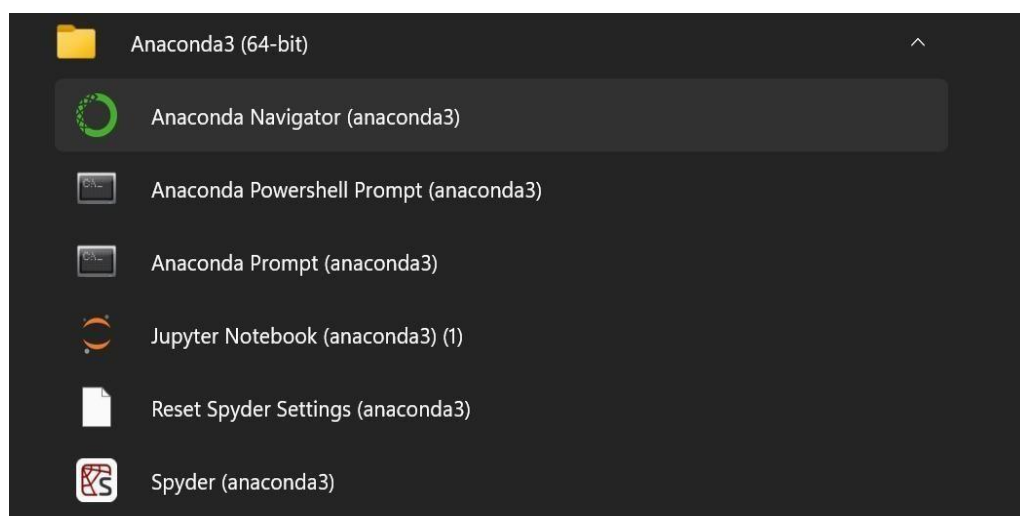 Anaconda3 (64-bit)
Anaconda Navigator (anaconda3)
Anaconda Powershell Prompt (anaconda3)
Anaconda Prompt (anaconda3)
Jupyter Notebook (anaconda3) (1)
Reset Spyder Settings (anaconda3)
Spyder (anaconda3)